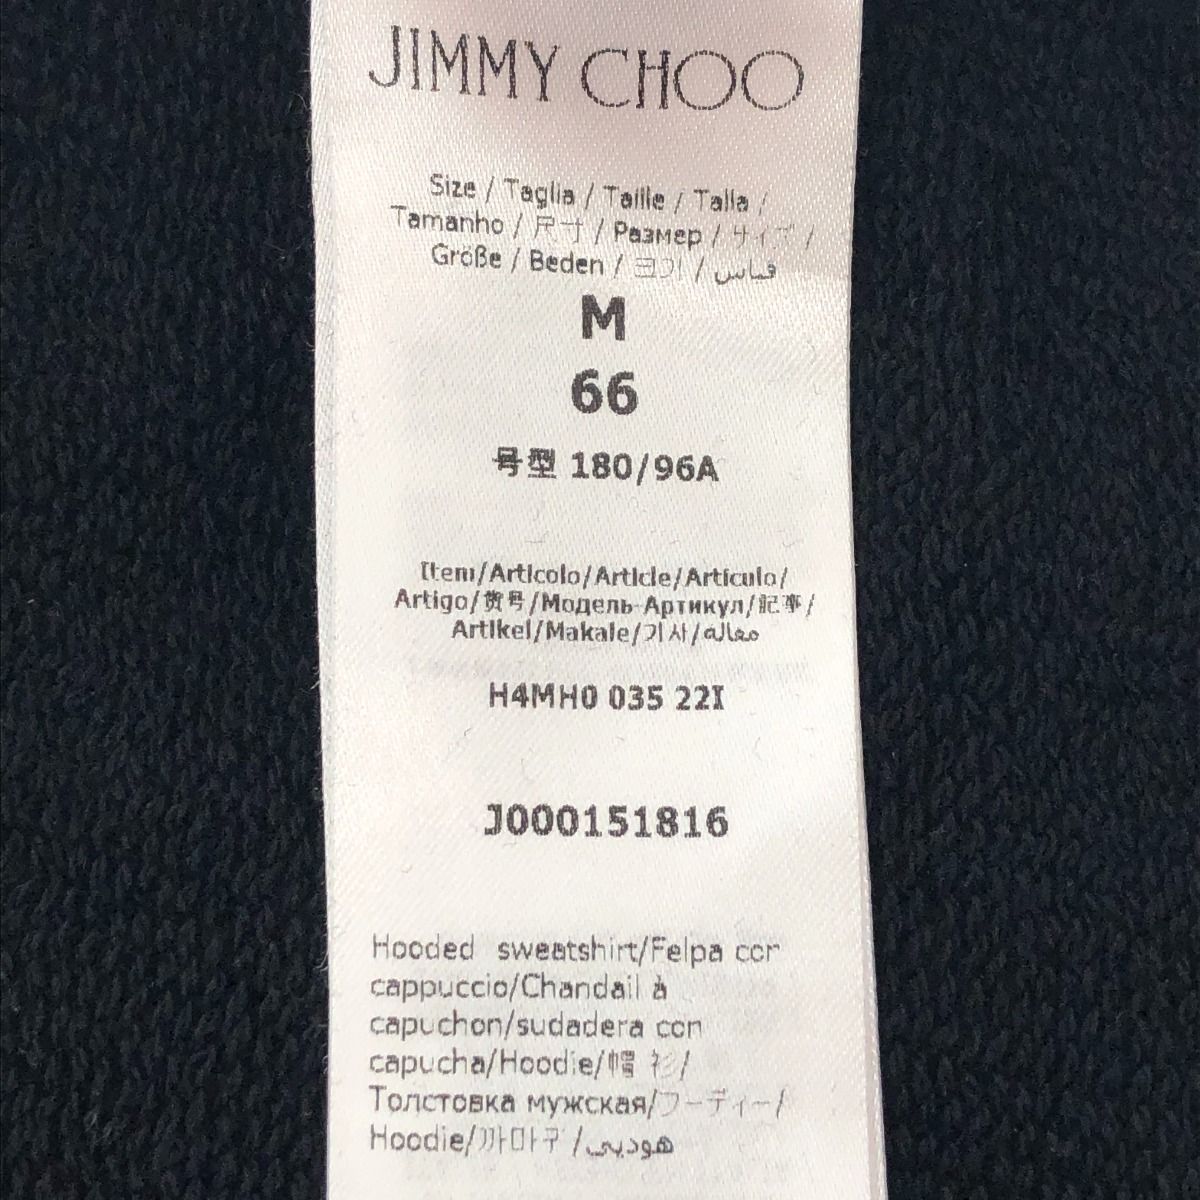 JIMMY CHOO
Size / Taglia / Taille / Talla /
Tamanho / 尺寸 / Размер / サイズ /
Größe / Beden / 크기 / قياس
M
66
号型 180/96A
Item/Articolo/Article/Artículo/
Artigo/货号/Модель-Артикул/記事/
Artikel/Makale/기사/مقالة
H4MH0 035 22I
J000151816
Hooded sweatshirt/Felpa con
cappuccio/Chandail à
capuchon/sudadera con
capucha/Hoodie/帽衫/
Толстовка мужская/フーディー/
Hoodie/까마귀/هوديي